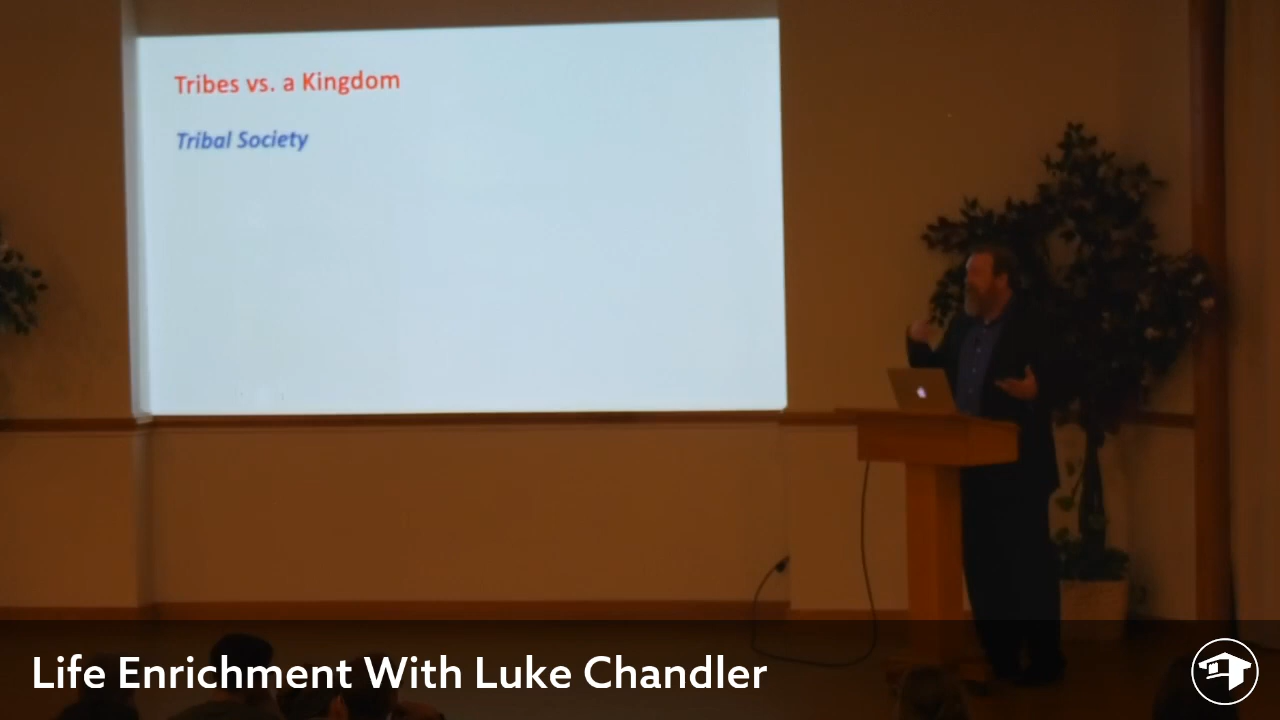 Tribes vs. a Kingdom
Tribal Society
Life Enrichment With Luke Chandler